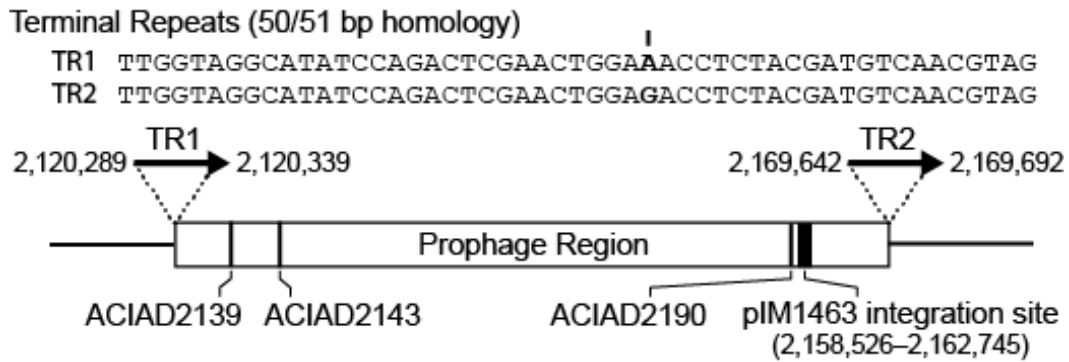 Terminal Repeats (50/51 bp homology)
TR1 TTGGTAGGCATATCCAGACTCGAACTGGAAACCTCTACGATGTCAACGTAG
TR2 TTGGTAGGCATATCCAGACTCGAACTGGAGACCTCTACGATGTCAACGTAG
TR1 TR2
2,120,289 2,120,339 2,169,642 2,169,692
Prophage Region
ACIAD2139 ACIAD2143 ACIAD2190 pIM1463 integration site
(2,158,526–2,162,745)